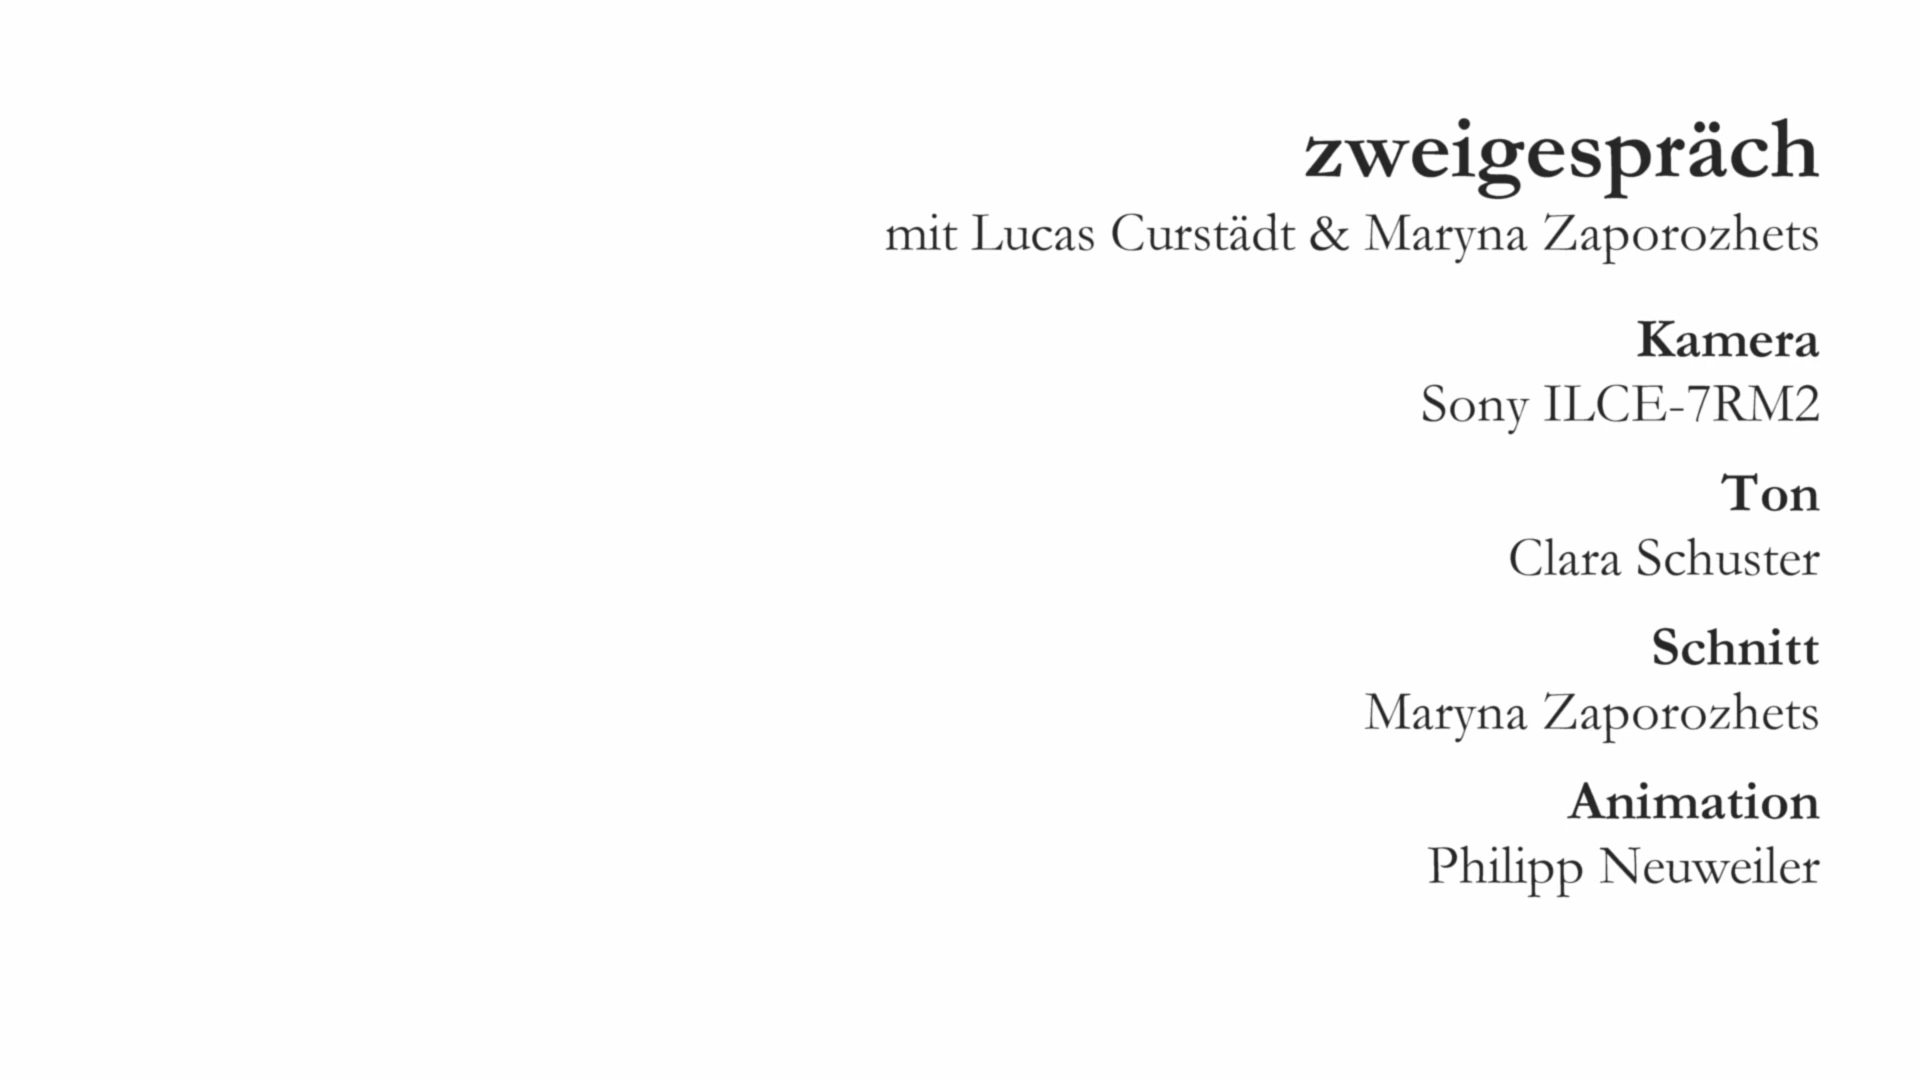 zweigespräch
mit Lucas Curstädt & Maryna Zaporozhets
Kamera
Sony ILCE-7RM2
Ton
Clara Schuster
Schnitt
Maryna Zaporozhets
Animation
Philipp Neuweiler